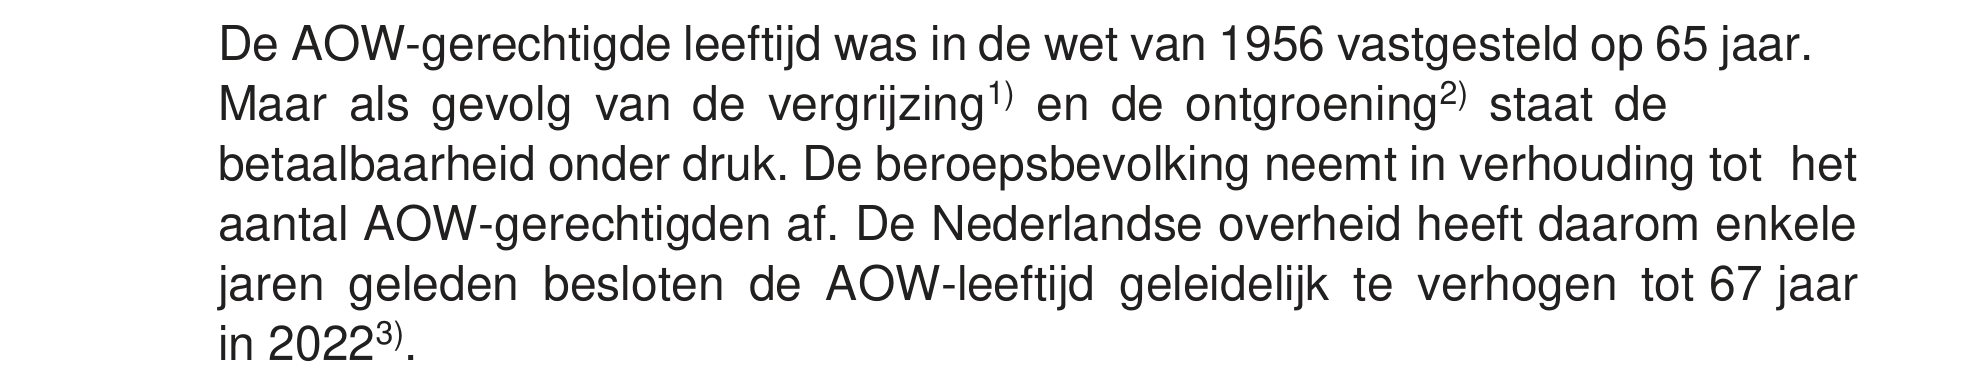 De AOW-gerechtigde leeftijd was in de wet van 1956 vastgesteld op 65 jaar.
Maar als gevolg van de vergrijzing1) en de ontgroening2) staat de
betaalbaarheid onder druk. De beroepsbevolking neemt in verhouding tot het
aantal AOW-gerechtigden af. De Nederlandse overheid heeft daarom enkele
jaren geleden besloten de AOW-leeftijd geleidelijk te verhogen tot 67 jaar
in 20223).